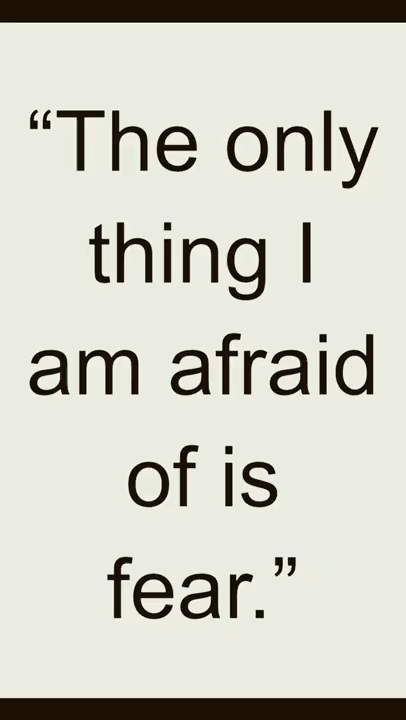 “The only
thing I
am afraid
of is
fear.”